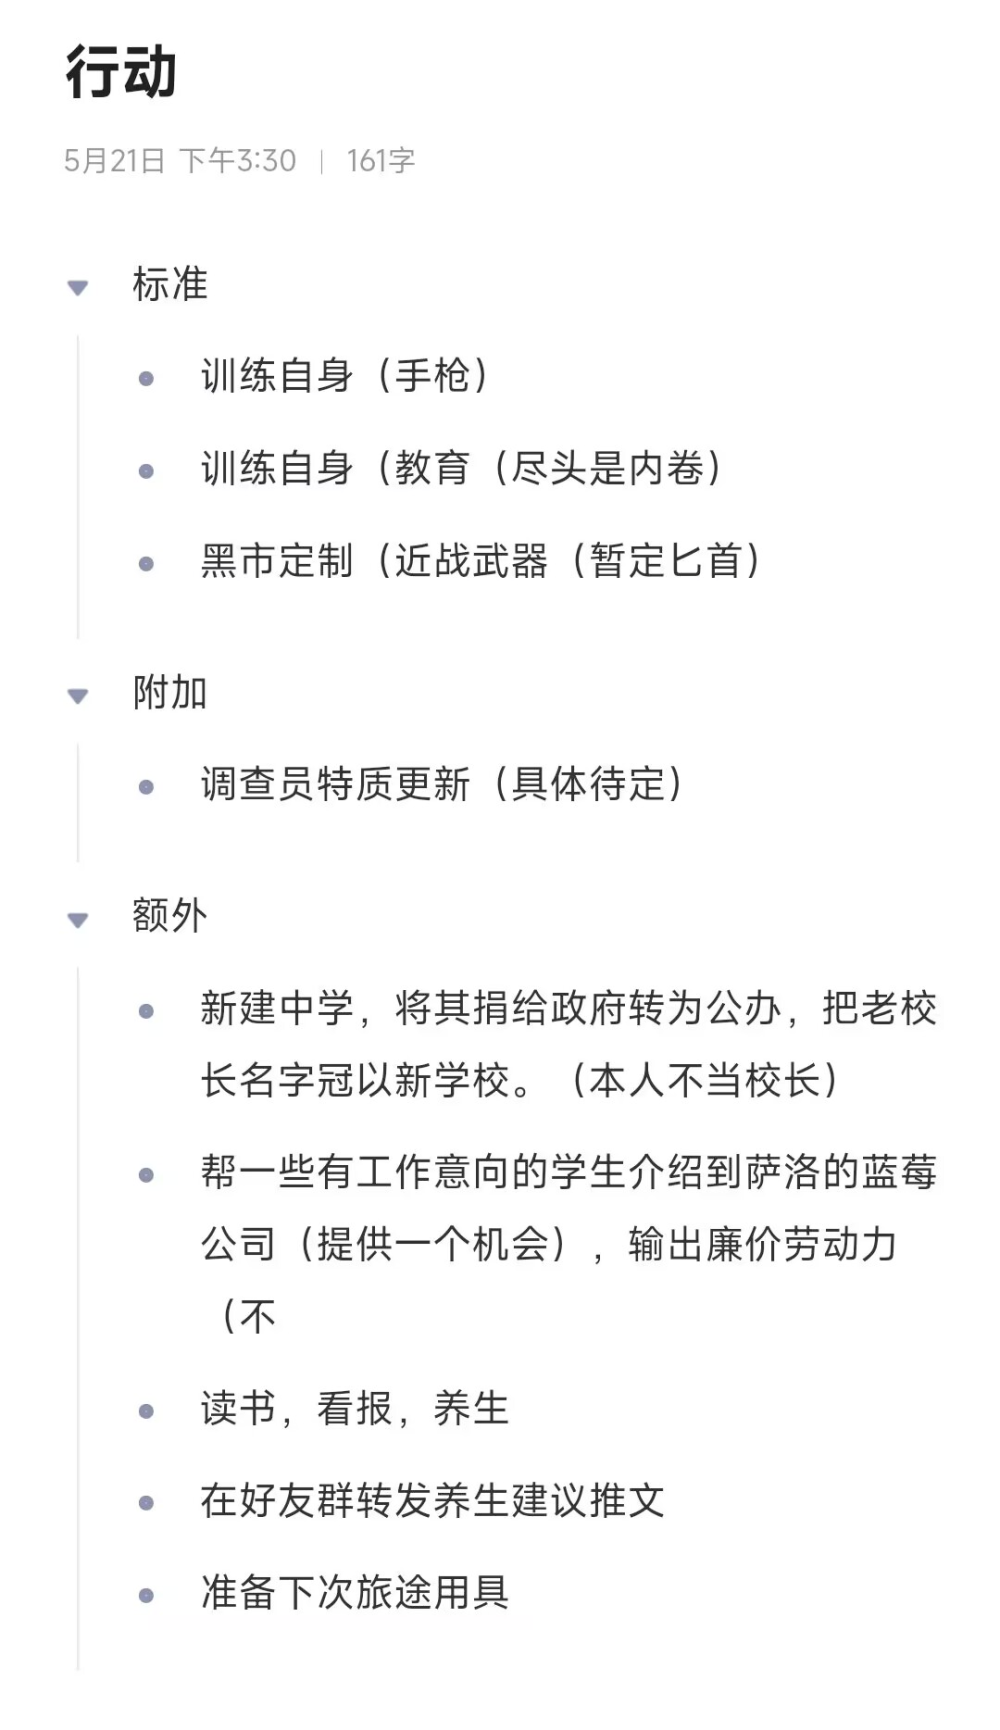 行动
5月21日 下午3:30 | 161字
标准
训练自身（手枪）
训练自身（教育（尽头是内卷）
黑市定制（近战武器（暂定匕首）
附加
调查员特质更新（具体待定）
额外
新建中学，将其捐给政府转为公办，把老校
长名字冠以新学校。（本人不当校长）
帮一些有工作意向的学生介绍到萨洛的蓝莓
公司（提供一个机会），输出廉价劳动力
（不
读书，看报，养生
在好友群转发养生建议推文
准备下次旅途用具